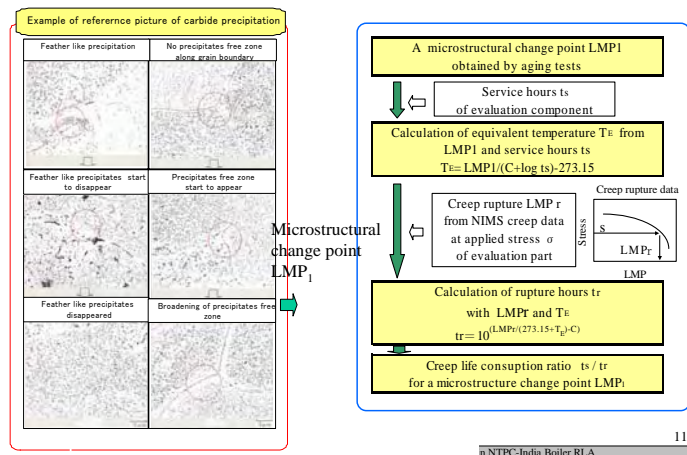 Example of referernce picture of carbide precipitation
Feather like precipitation
No precipitates free zone
along grain boundary
Feather like precipitates start
to disappear
Precipitates free zone
start to appear
Feather like precipitates
disappeared
Broadening of precipitates free
zone
Microstructural
change point
LMP1
A microstructural change point LMP1
obtained by aging tests
Service hours ts
of evaluation component
Calculation of equivalent temperature TE from
LMP1 and service hours ts
TE=LMP1/(C+log ts)-273.15
Creep rupture LMP r
from NIMS creep data
at applied stress σ
of evaluation part
Creep rupture data
Stress
s
LMPr
LMP
Calculation of rupture hours tr
with LMPr and TE
tr=10(LMPr/(273.15+TE)-C)
Creep life consuption ratio ts / tr
for a microstructure change point LMP1
11
n NTPC-India Boiler RLA